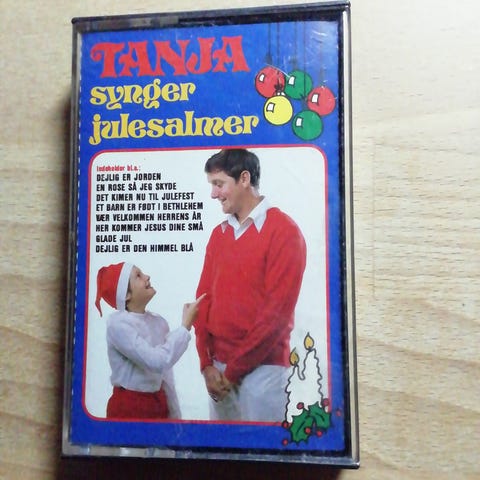 TANJA
synger
julesalmer
Indeholder bl.a.:
DEJLIG ER JORDEN
EN ROSE SÅ JEG SKYDE
DET KIMER NU TIL JULEFEST
ET BARN ER FØDT I BETHLEHEM
VÆR VELKOMMEN HERRENS ÅR
HER KOMMER JESUS DINE SMÅ
GLADE JUL
DEJLIG ER DEN HIMMEL BLÅ